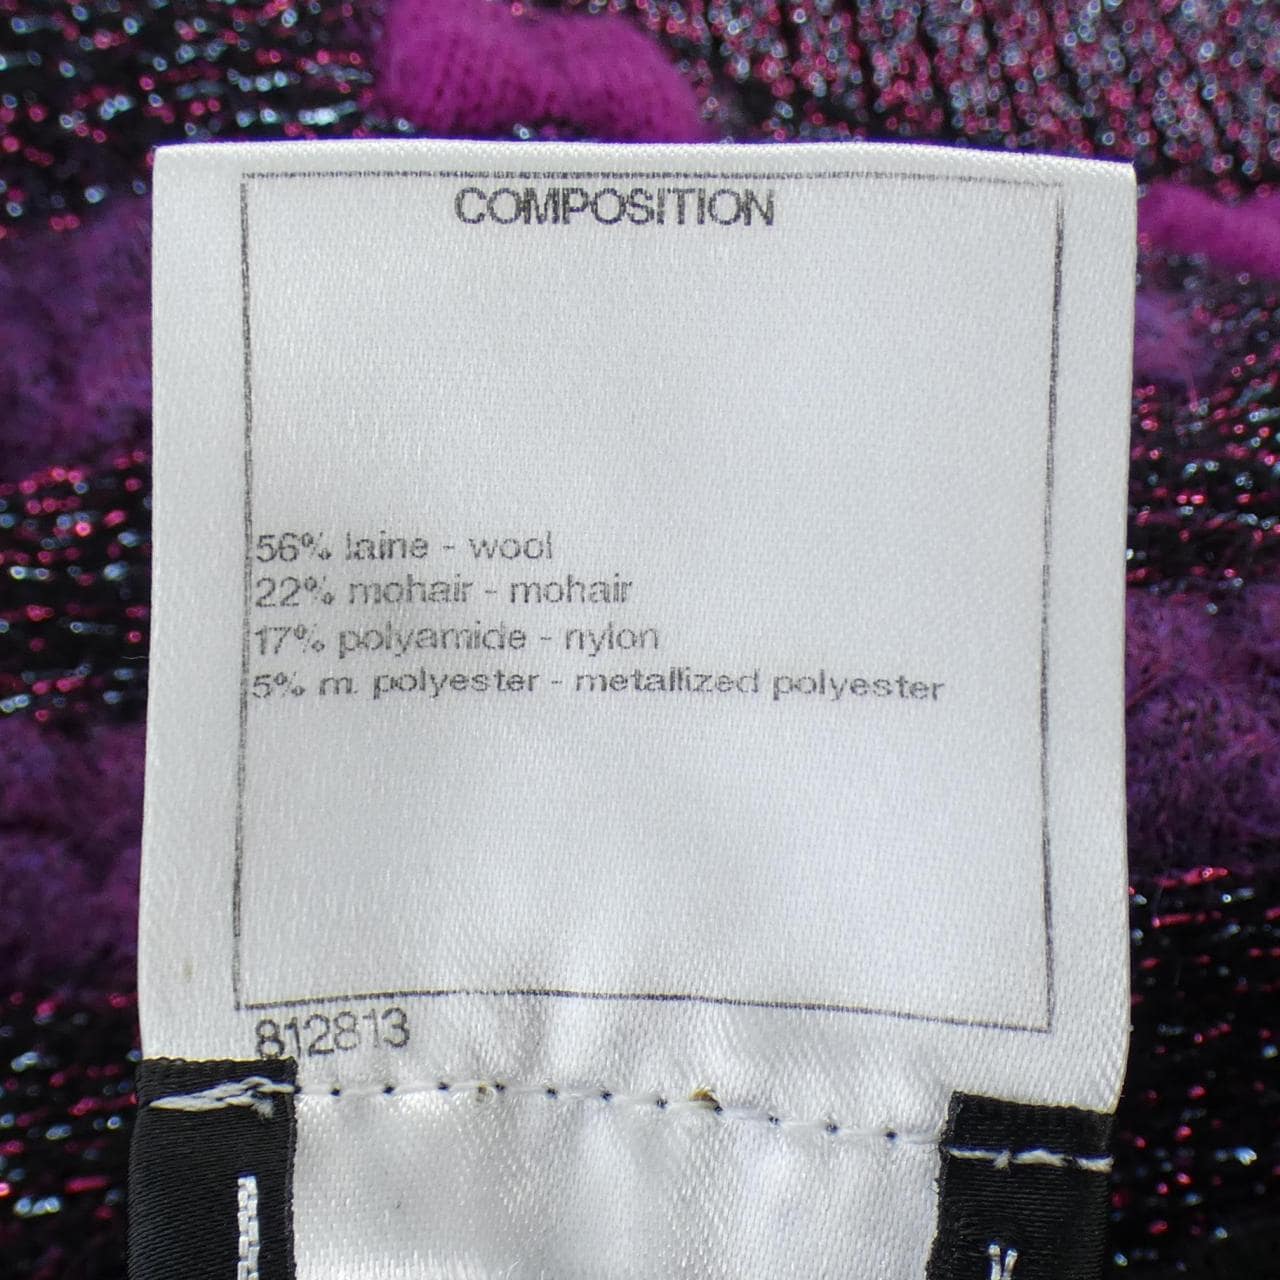 COMPOSITION
56% laine - wool
22% mohair - mohair
17% polyamide - nylon
5% m. polyester - metallized polyester
812813